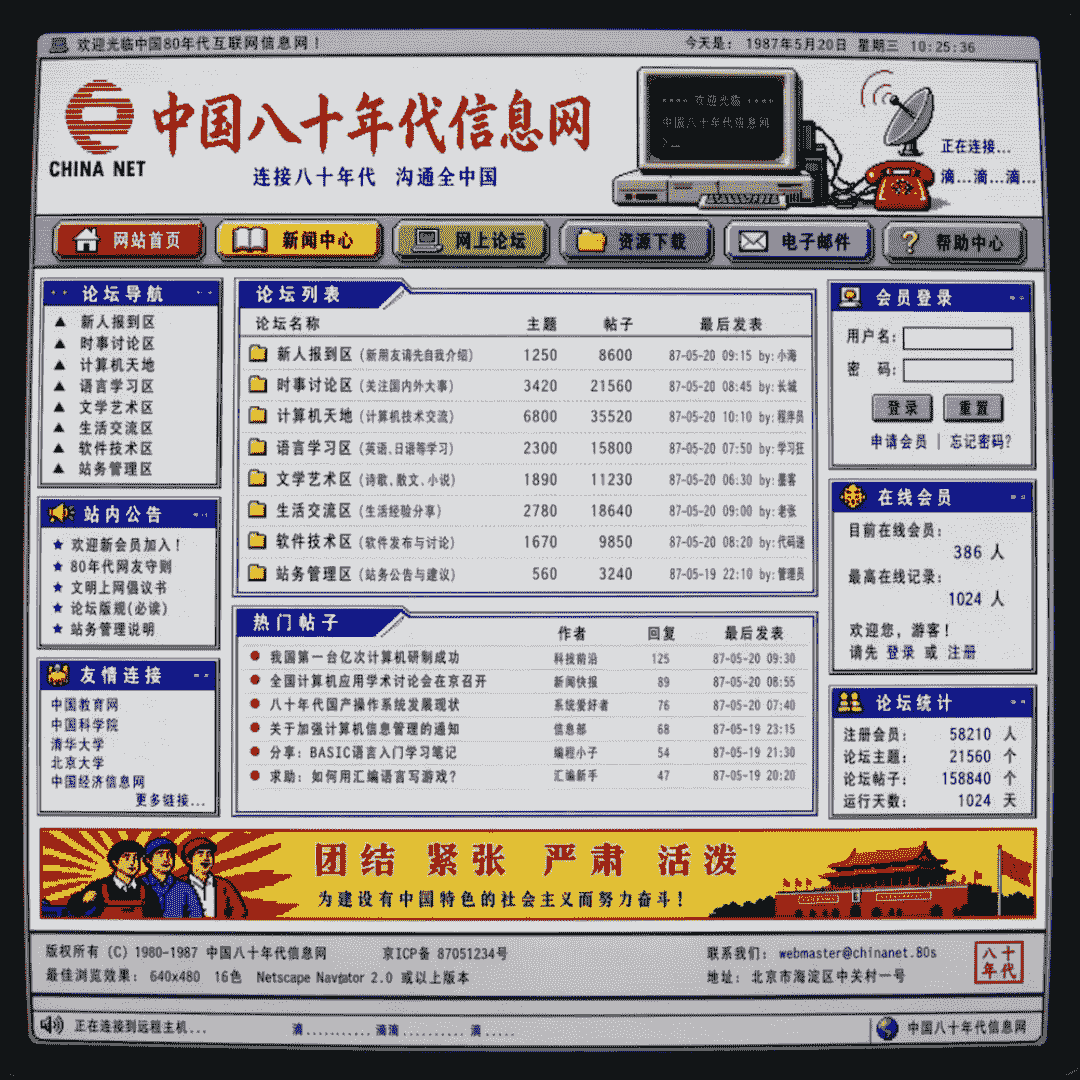 欢迎光临中国80年代互联网信息网！
今天是： 1987年5月20日 星期三 10:25:36
CHINA NET
中国八十年代信息网
连接八十年代 沟通全中国
欢迎光临
中国八十年代信息网
>_
正在连接...
滴...滴...滴...
网站首页
新闻中心
网上论坛
资源下载
电子邮件
? 帮助中心
论坛导航
▲ 新人报到区
▲ 时事讨论区
▲ 计算机天地
▲ 语言学习区
▲ 文学艺术区
▲ 生活交流区
▲ 软件技术区
▲ 站务管理区
站内公告
★ 欢迎新会员加入！
★ 80年代网友守则
★ 文明上网倡议书
★ 论坛版规(必读)
★ 站务管理说明
友情连接
中国教育网
中国科学院
清华大学
北京大学
中国经济信息网
更多链接...
论坛列表
论坛名称 主题 帖子 最后发表
新人报到区 (新用友请先自我介绍) 1250 8600 87-05-20 09:15 by:小海
时事讨论区 (关注国内外大事) 3420 21560 87-05-20 08:45 by:长城
计算机天地 (计算机技术交流) 6800 35520 87-05-20 10:10 by:程序员
语言学习区 (英语、日语等学习) 2300 15800 87-05-20 07:50 by:学习狂
文学艺术区 (诗歌、散文、小说) 1890 11230 87-05-20 06:30 by:墨客
生活交流区 (生活经验分享) 2780 18640 87-05-20 09:00 by:老张
软件技术区 (软件发布与讨论) 1670 9850 87-05-20 08:20 by:代码迷
站务管理区 (站务公告与建议) 560 3240 87-05-19 22:10 by:管理员
热门帖子
作者 回复 最后发表
我国第一台亿次计算机研制成功 科技前沿 125 87-05-20 09:30
全国计算机应用学术讨论会在京召开 新闻快报 89 87-05-20 08:55
八十年代国产操作系统发展现状 系统爱好者 76 87-05-20 07:40
关于加强计算机信息管理的通知 信息部 68 87-05-19 23:15
分享：BASIC语言入门学习笔记 编程小子 54 87-05-19 21:30
求助：如何用汇编语言写游戏？ 汇编新手 47 87-05-19 20:20
会员登录
用户名:
密 码:
登录 重置
申请会员 | 忘记密码?
在线会员
目前在线会员:
386 人
最高在线记录:
1024 人
欢迎您，游客！
请先 登录 或 注册
论坛统计
注册会员: 58210 人
论坛主题: 21560 个
论坛帖子: 158840 个
运行天数: 1024 天
团结 紧张 严肃 活泼
为建设有中国特色的社会主义而努力奋斗！
版权所有 (C) 1980-1987 中国八十年代信息网 京ICP备 87051234号
最佳浏览效果: 640x480 16色 Netscape Navgator 2.0 或以上版本
联系我们: webmaster@chinanet.80s
地址: 北京市海淀区中关村一号
八十
年代
正在连接到远程主机...
滴........... 滴滴.......... 滴.....
中国八十年代信息网